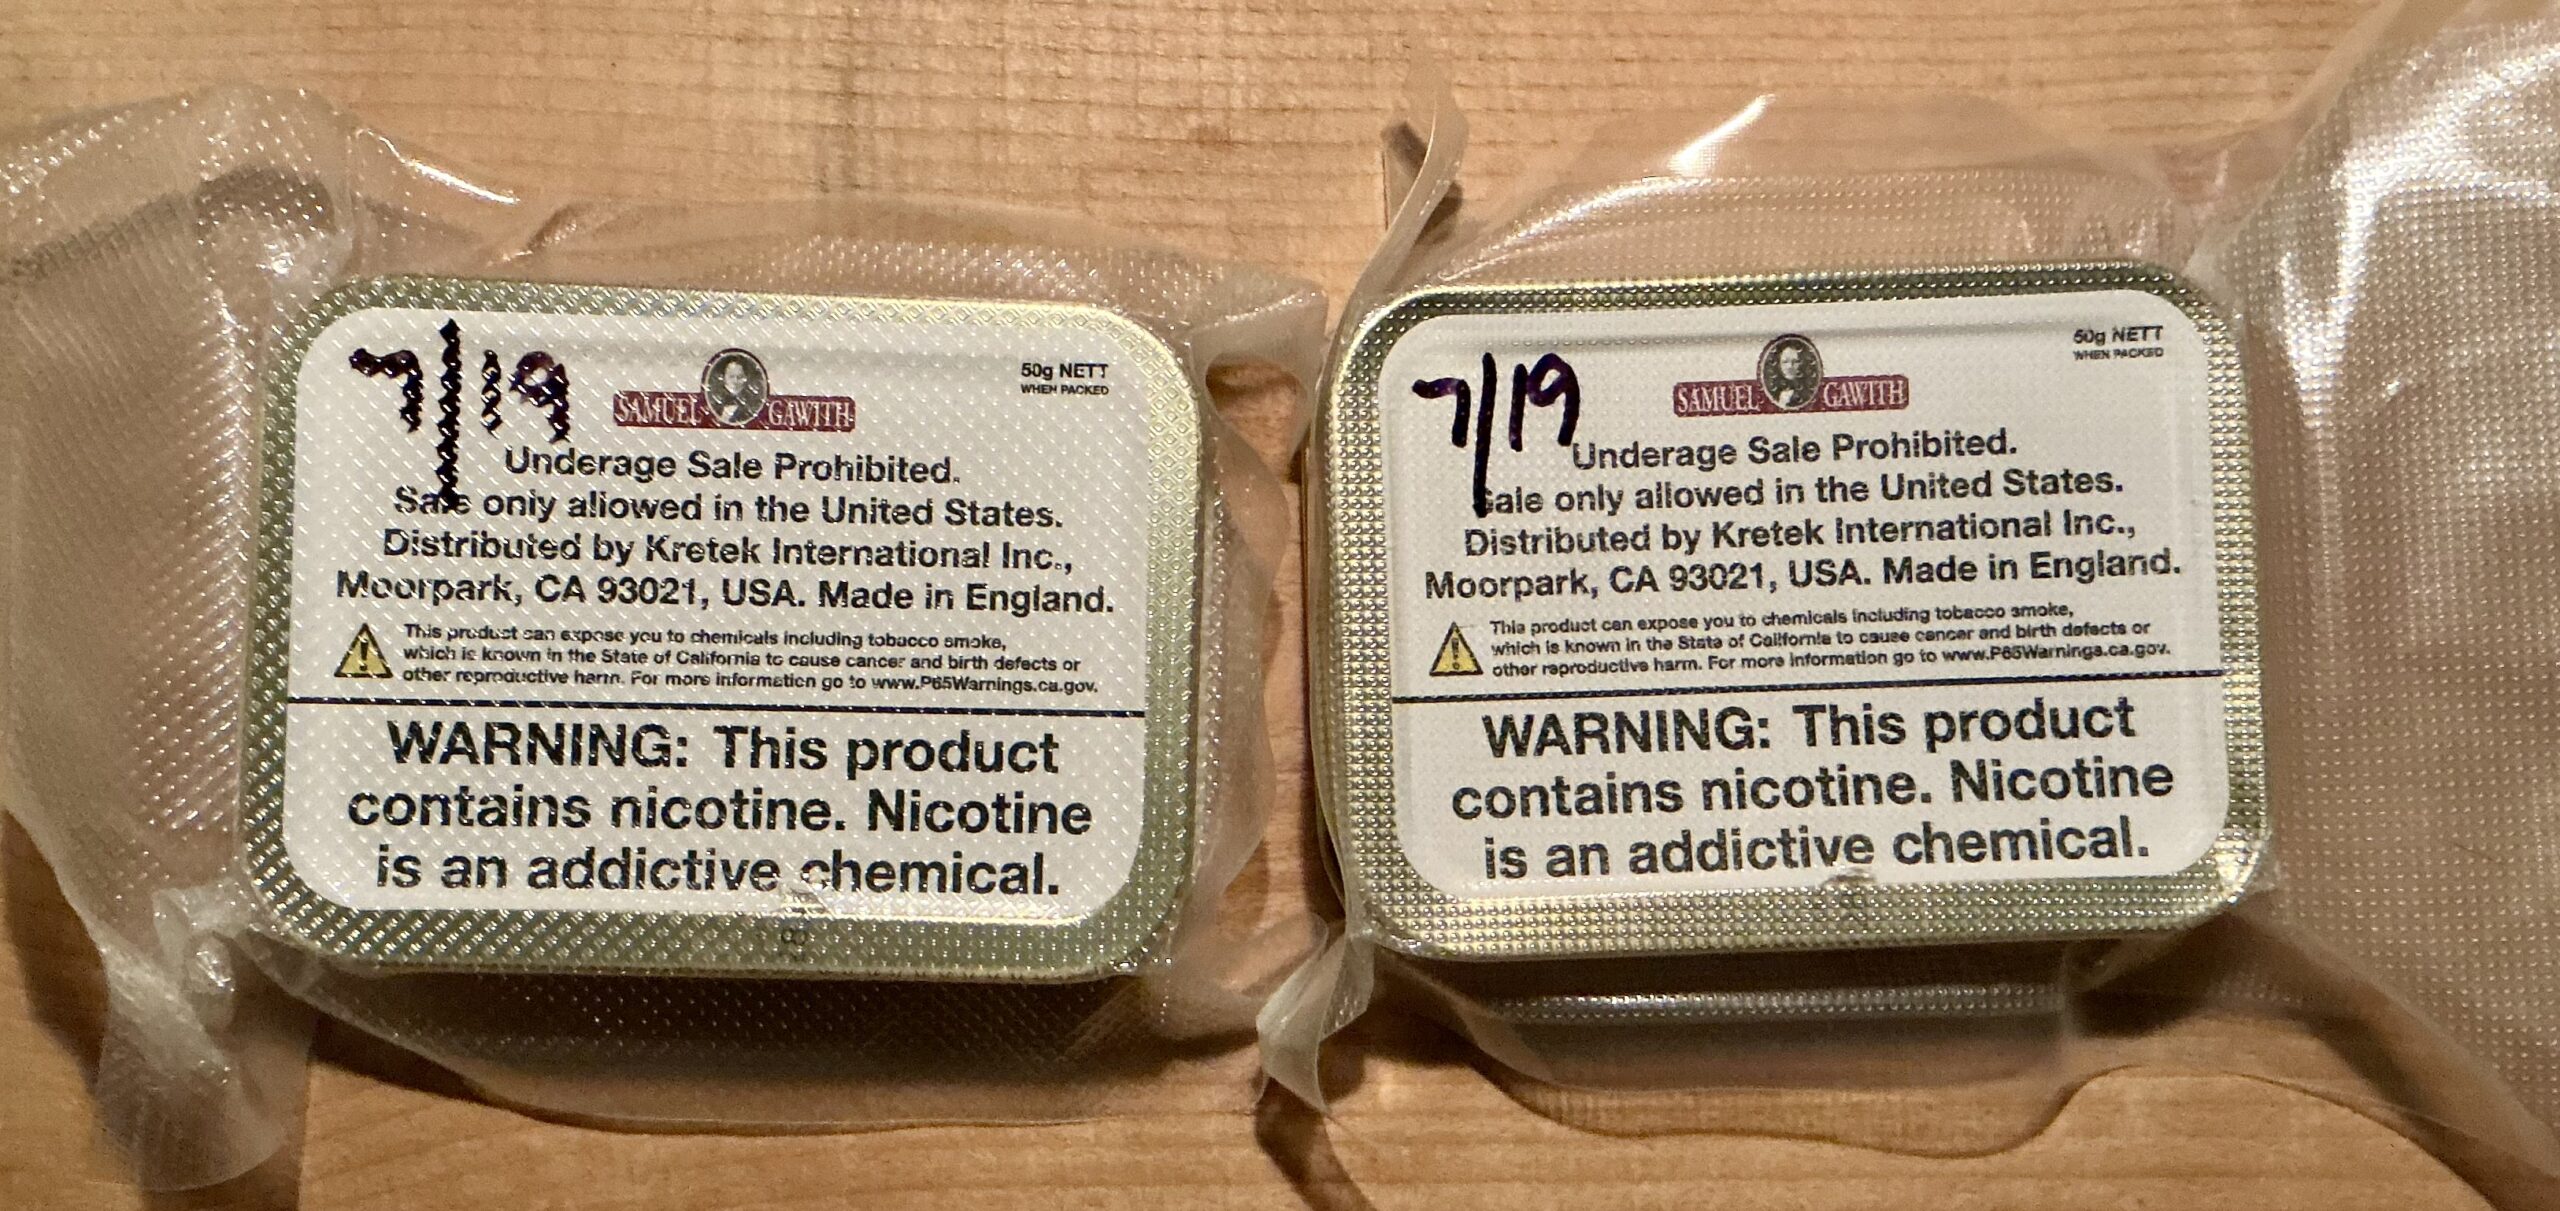 7/19
SAMUEL GAWITH
50g NETT
WHEN PACKED
Underage Sale Prohibited.
Sale only allowed in the United States.
Distributed by Kretek International Inc.,
Moorpark, CA 93021, USA. Made in England.
This product can expose you to chemicals including tobacco smoke,
which is known in the State of California to cause cancer and birth defects or
other reproductive harm. For more information go to www.P65Warnings.ca.gov.
WARNING: This product
contains nicotine. Nicotine
is an addictive chemical.
8
7/19
SAMUEL GAWITH
50g NETT
WHEN PACKED
Underage Sale Prohibited.
Sale only allowed in the United States.
Distributed by Kretek International Inc.,
Moorpark, CA 93021, USA. Made in England.
This product can expose you to chemicals including tobacco smoke,
which is known in the State of California to cause cancer and birth defects or
other reproductive harm. For more information go to www.P65Warnings.ca.gov.
WARNING: This product
contains nicotine. Nicotine
is an addictive chemical.